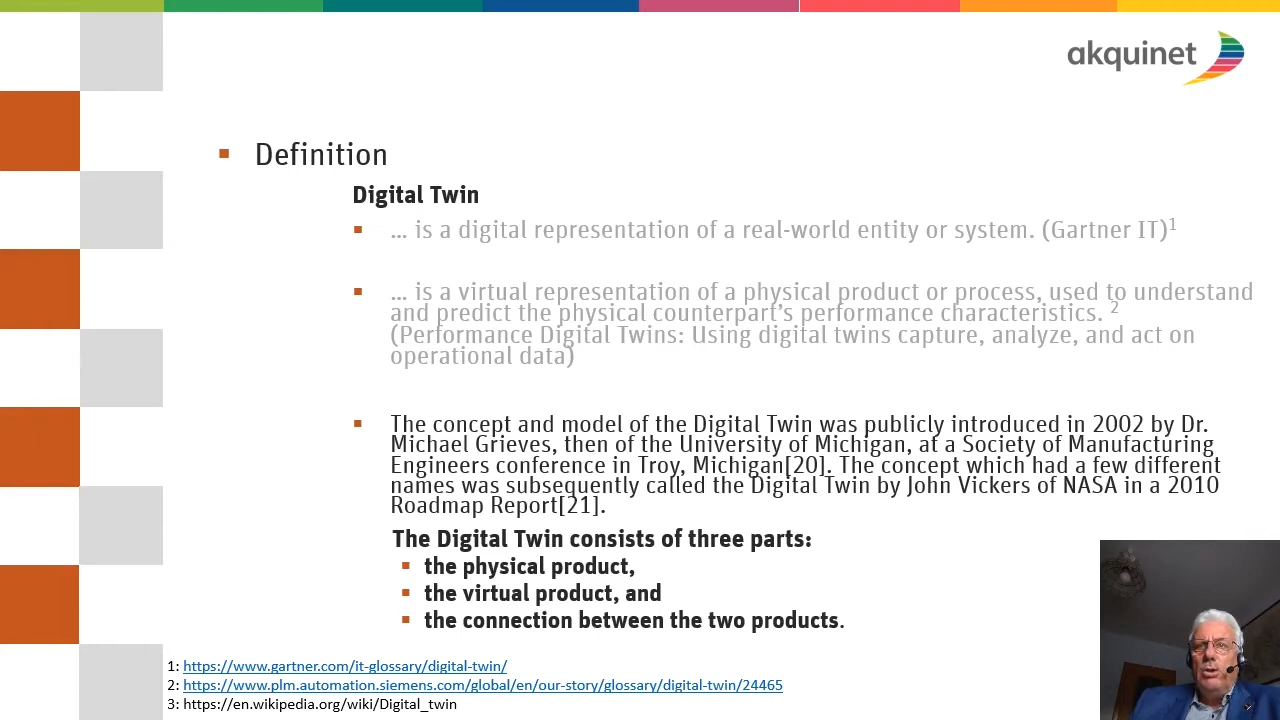 akquinet
Definition
Digital Twin
... is a digital representation of a real-world entity or system. (Gartner IT)1
... is a virtual representation of a physical product or process, used to understand
and predict the physical counterpart's performance characteristics. 2
(Performance Digital Twins: Using digital twins capture, analyze, and act on
operational data)
The concept and model of the Digital Twin was publicly introduced in 2002 by Dr.
Michael Grieves, then of the University of Michigan, at a Society of Manufacturing
Engineers conference in Troy, Michigan[20]. The concept which had a few different
names was subsequently called the Digital Twin by John Vickers of NASA in a 2010
Roadmap Report[21].
The Digital Twin consists of three parts:
the physical product,
the virtual product, and
the connection between the two products.
1: https://www.gartner.com/it-glossary/digital-twin/
2: https://www.plm.automation.siemens.com/global/en/our-story/glossary/digital-twin/24465
3: https://en.wikipedia.org/wiki/Digital_twin